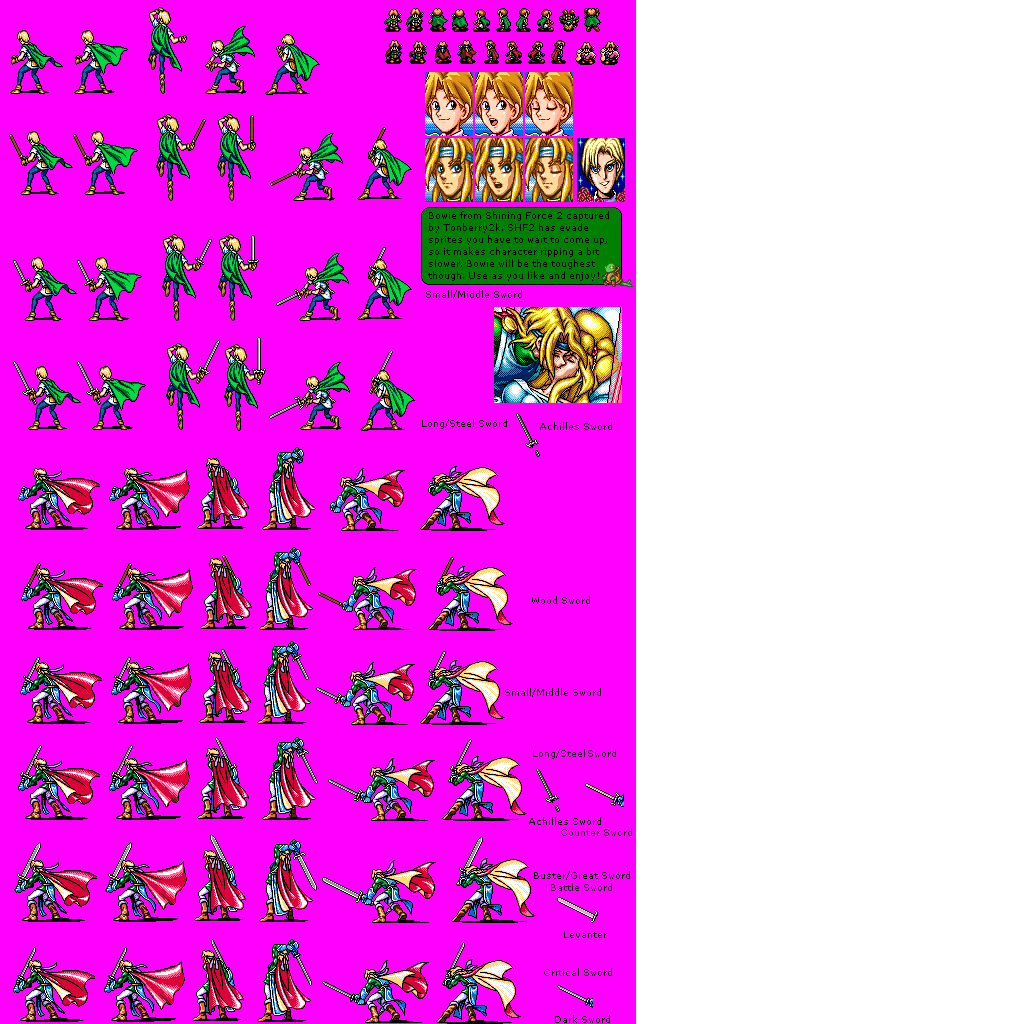 Bowie from Shining Force 2 captured
by Tonberry2k. SHF2 has evade
sprites you have to wait to come up,
so it makes character ripping a bit
slower. Bowie will be the toughest
though. Use as you like and enjoy!
Small/Middle Sword
Long/Steel Sword
Achilles Sword
Wood Sword
Small/Middle Sword
Long/Steel Sword
Achilles Sword
Counter Sword
Buster/Great Sword
Battle Sword
Levanter
Critical Sword
Dark Sword